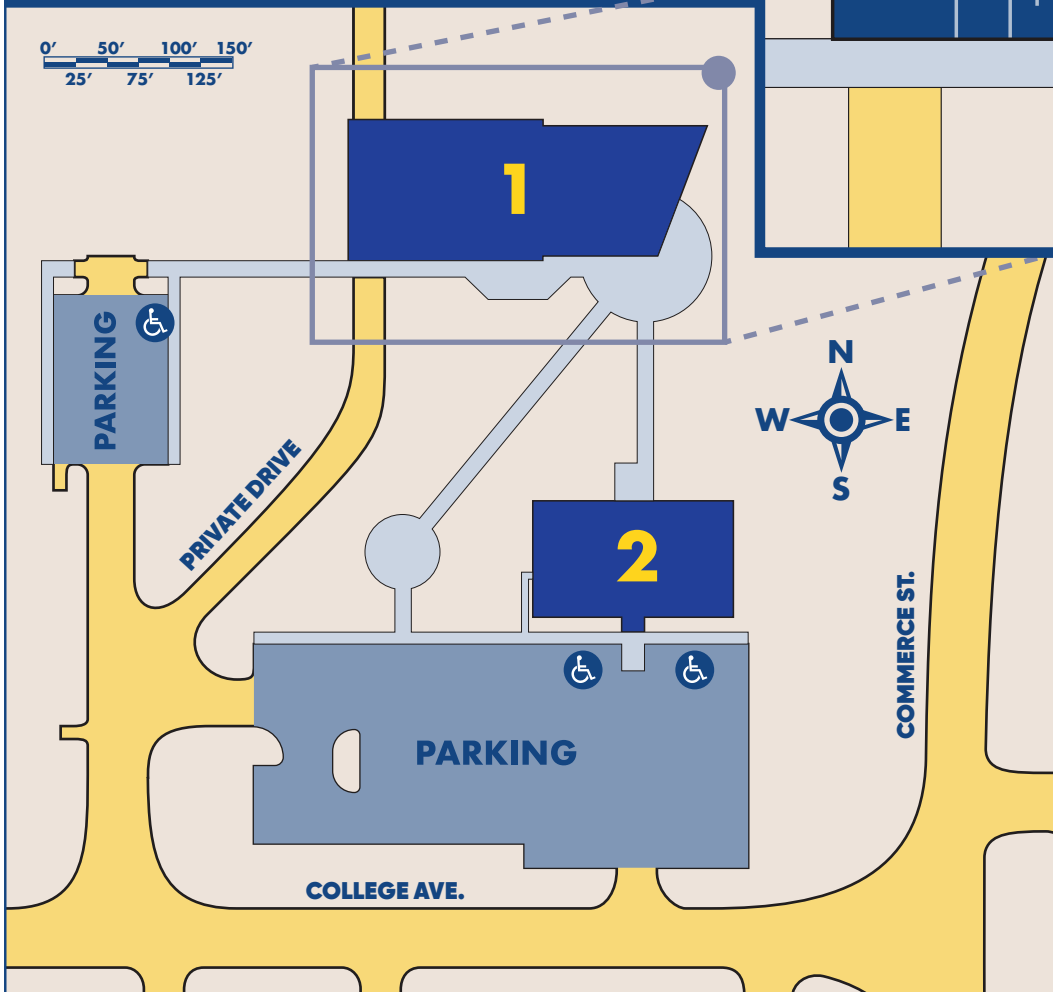 0′ 50′ 100′ 150′
25′ 75′ 125′
1
PARKING
N
W E
S
PRIVATE DRIVE
2
COMMERCE ST.
PARKING
COLLEGE AVE.